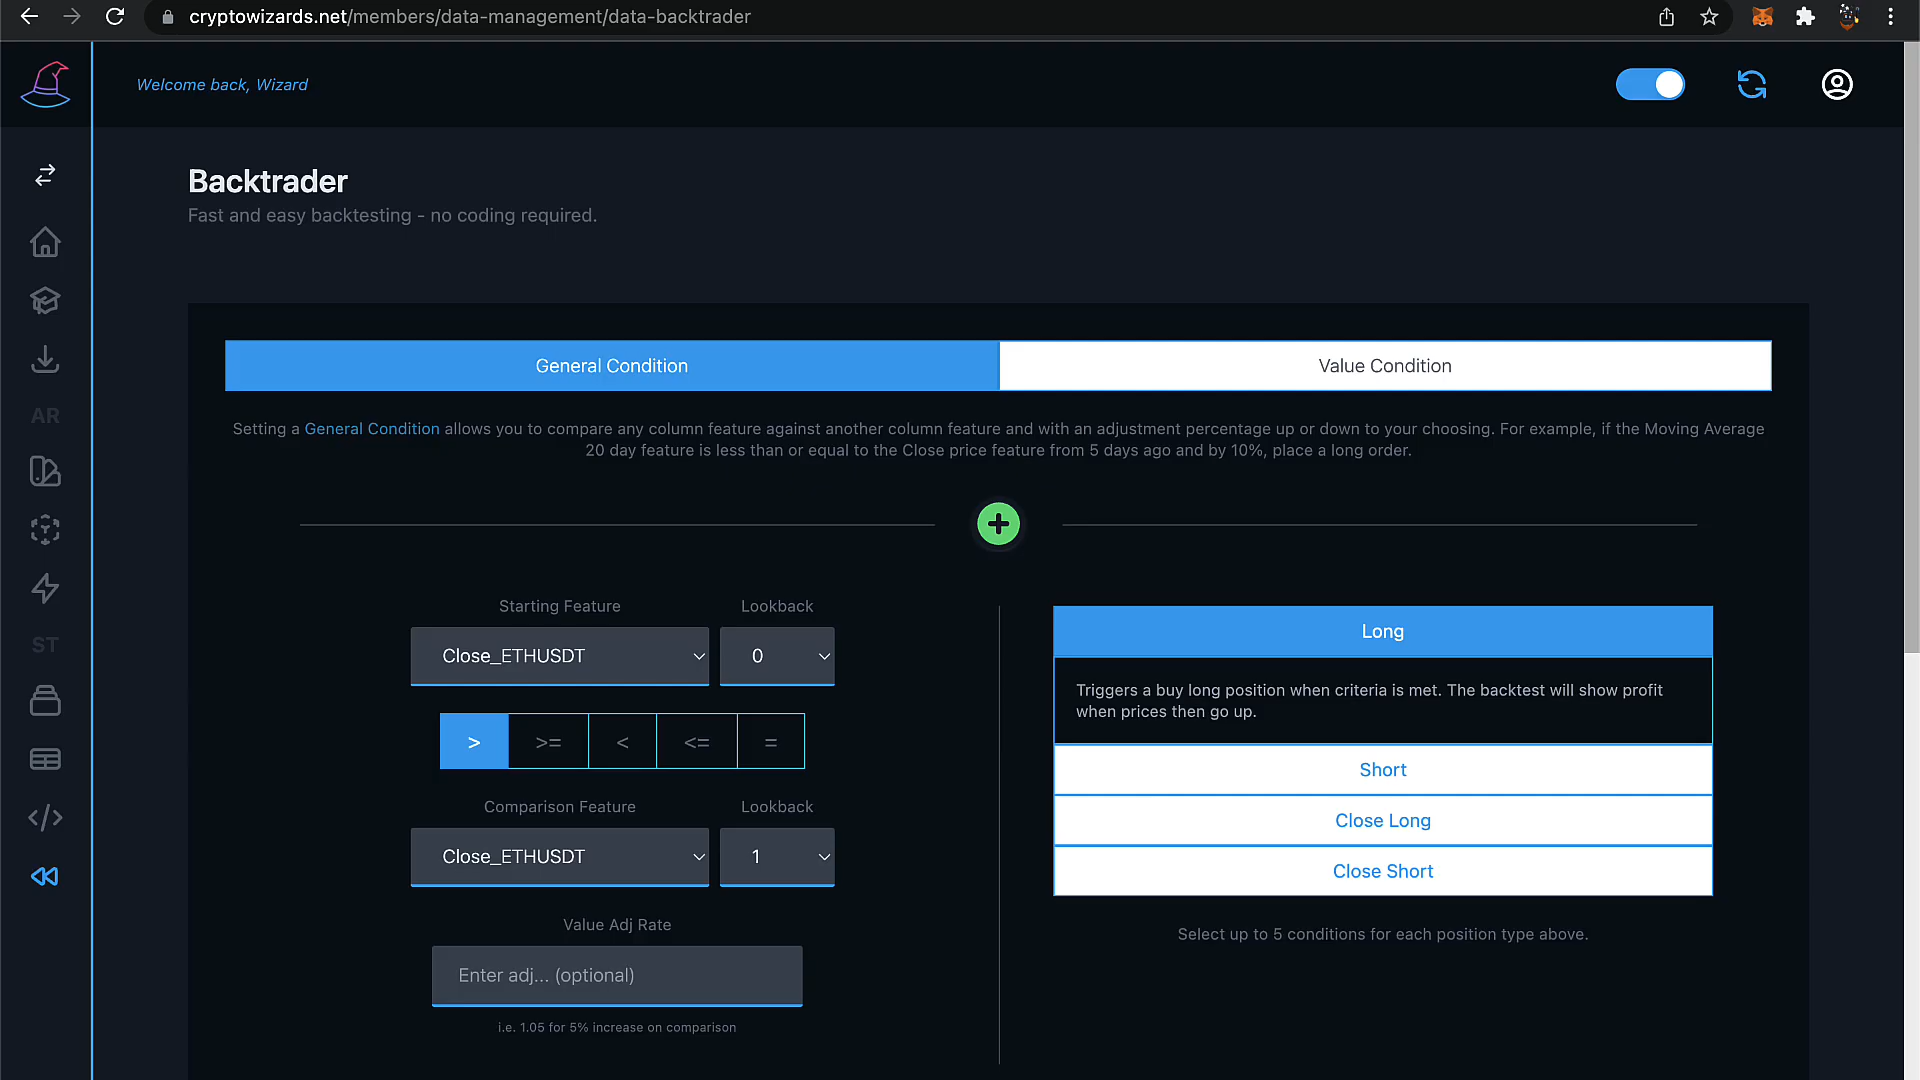 cryptowizards.net/members/data-management/data-backtrader
Welcome back, Wizard
Backtrader
Fast and easy backtesting - no coding required.
General Condition
Value Condition
Setting a General Condition allows you to compare any column feature against another column feature and with an adjustment percentage up or down to your choosing. For example, if the Moving Average
20 day feature is less than or equal to the Close price feature from 5 days ago and by 10%, place a long order.
AR
ST
Starting Feature
Lookback
Close_ETHUSDT
0
>
>=
<
<=
=
Comparison Feature
Lookback
Close_ETHUSDT
1
Value Adj Rate
Enter adj... (optional)
i.e. 1.05 for 5% increase on comparison
Long
Triggers a buy long position when criteria is met. The backtest will show profit
when prices then go up.
Short
Close Long
Close Short
Select up to 5 conditions for each position type above.